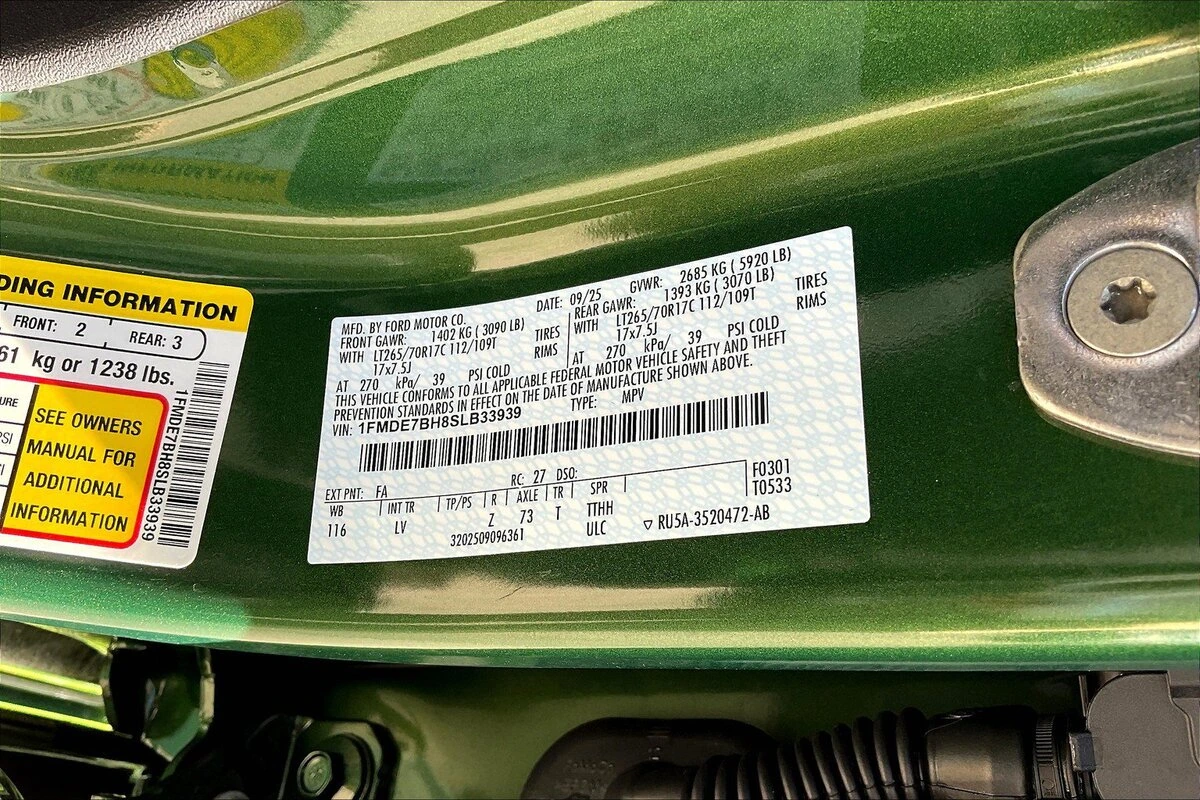 DING INFORMATION
FRONT: 2 REAR: 3
61 kg or 1238 lbs.
URE
PSI
SEE OWNERS
MANUAL FOR
ADDITIONAL
INFORMATION
1FMDE7BH8SLB33939
MFD. BY FORD MOTOR CO. DATE: 09/25 GVWR: 2685 KG ( 5920 LB)
FRONT GAWR: 1402 KG ( 3090 LB) REAR GAWR: 1393 KG ( 3070 LB)
WITH LT265/70R17C 112/109T TIRES WITH LT265/70R17C 112/109T TIRES
17x7.5J RIMS 17x7.5J RIMS
AT 270 kPa/ 39 PSI COLD AT 270 kPa/ 39 PSI COLD
THIS VEHICLE CONFORMS TO ALL APPLICABLE FEDERAL MOTOR VEHICLE SAFETY AND THEFT
PREVENTION STANDARDS IN EFFECT ON THE DATE OF MANUFACTURE SHOWN ABOVE.
VIN: 1FMDE7BH8SLB33939 TYPE: MPV
EXT PNT: FA RC: 27 DSO: F0301
WB INT TR TP/PS R AXLE TR SPR T0533
116 LV Z 73 T TTHH
3202509096361 ULC ▽ RU5A-3520472-AB